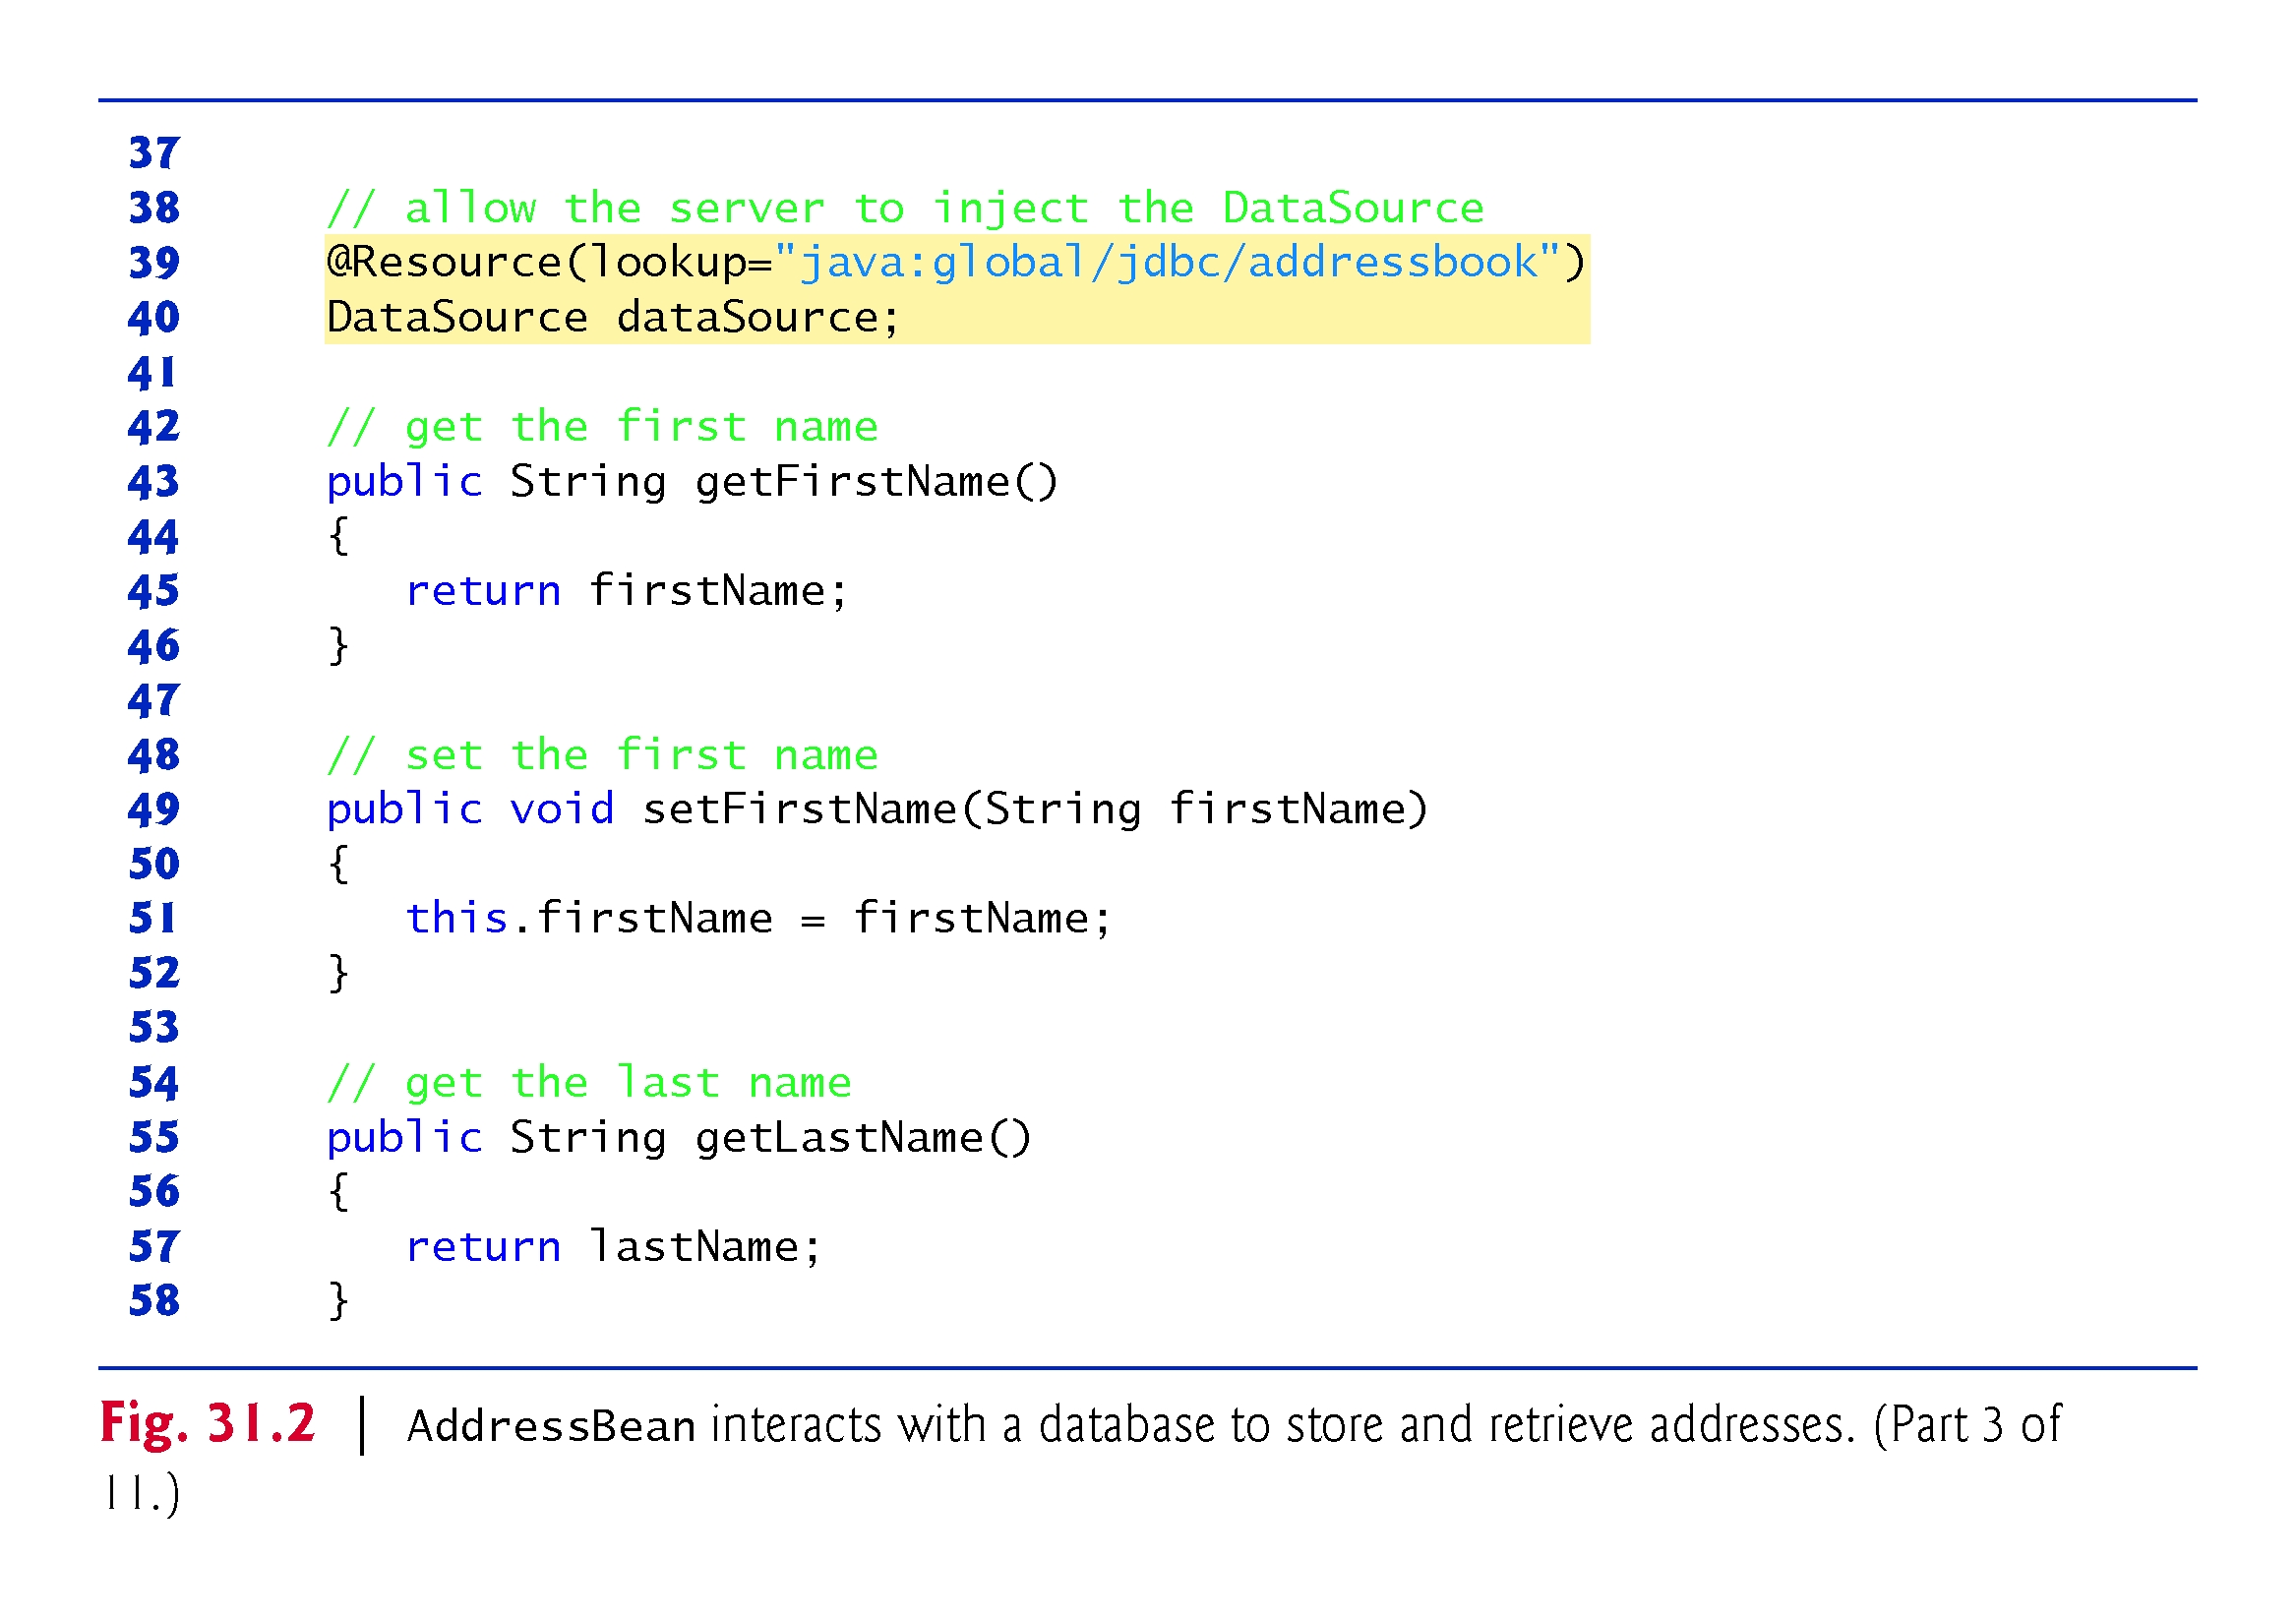 37
38 // allow the server to inject the DataSource
39 @Resource(lookup="java:global/jdbc/addressbook")
40 DataSource dataSource;
41
42 // get the first name
43 public String getFirstName()
44 {
45 return firstName;
46 }
47
48 // set the first name
49 public void setFirstName(String firstName)
50 {
51 this.firstName = firstName;
52 }
53
54 // get the last name
55 public String getLastName()
56 {
57 return lastName;
58 }
Fig. 31.2 | AddressBean interacts with a database to store and retrieve addresses. (Part 3 of
11.)